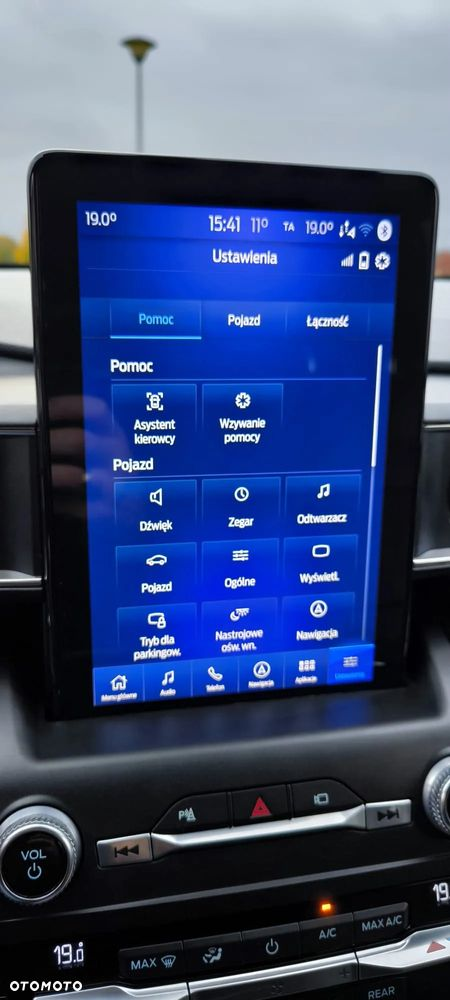 19.0° 15:41 11° TA 19.0°
Ustawienia
Pomoc Pojazd Łączność
Pomoc
Asystent kierowcy
Wzywanie pomocy
Pojazd
Dźwięk Zegar Odtwarzacz
Pojazd Ogólne Wyświetl.
Tryb dla parkingow.
Nastrojowe ośw. wn.
Nawigacja
Menu główne Audio Telefon Nawigacja Aplikacje Ustawienia
VOL
19.0
19
MAX
A/C
MAX A/C
REAR
OTOMOTO